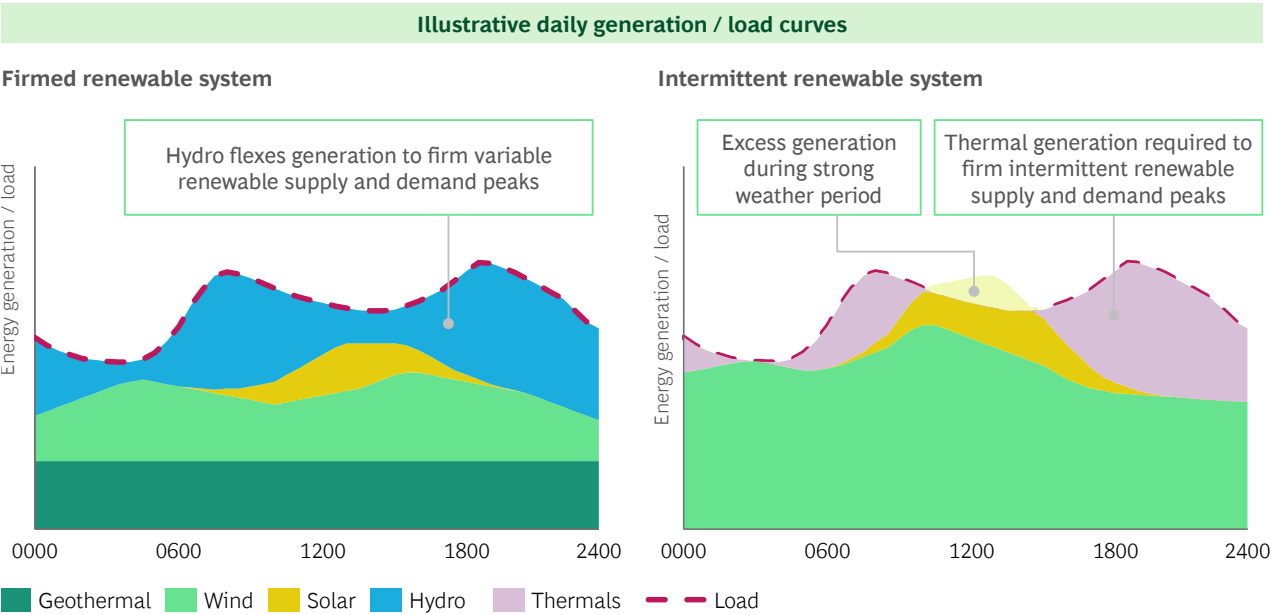 Illustrative daily generation / load curves
Firmed renewable system
Hydro flexes generation to firm variable
renewable supply and demand peaks
Energy generation / load
0000 0600 1200 1800 2400
Intermittent renewable system
Excess generation
during strong
weather period
Thermal generation required to
firm intermittent renewable
supply and demand peaks
Energy generation / load
0000 0600 1200 1800 2400
Geothermal Wind Solar Hydro Thermals Load